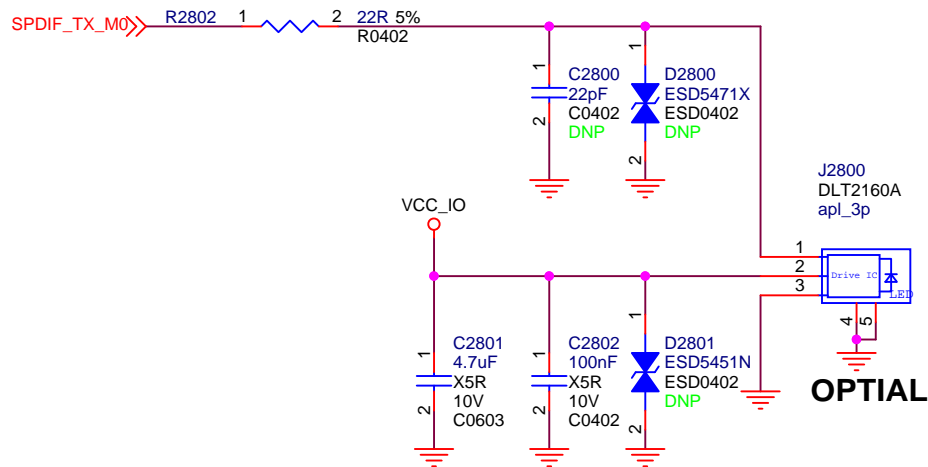 SPDIF_TX_M0
R2802
1
2
22R 5%
R0402
1
2
C2800
22pF
C0402
DNP
1
2
D2800
ESD5471X
ESD0402
DNP
J2800
DLT2160A
apl_3p
VCC_IO
1
2
3
Drive IC
LED
4
5
1
2
C2801
4.7uF
X5R
10V
C0603
1
2
C2802
100nF
X5R
10V
C0402
1
2
D2801
ESD5451N
ESD0402
DNP
OPTIAL